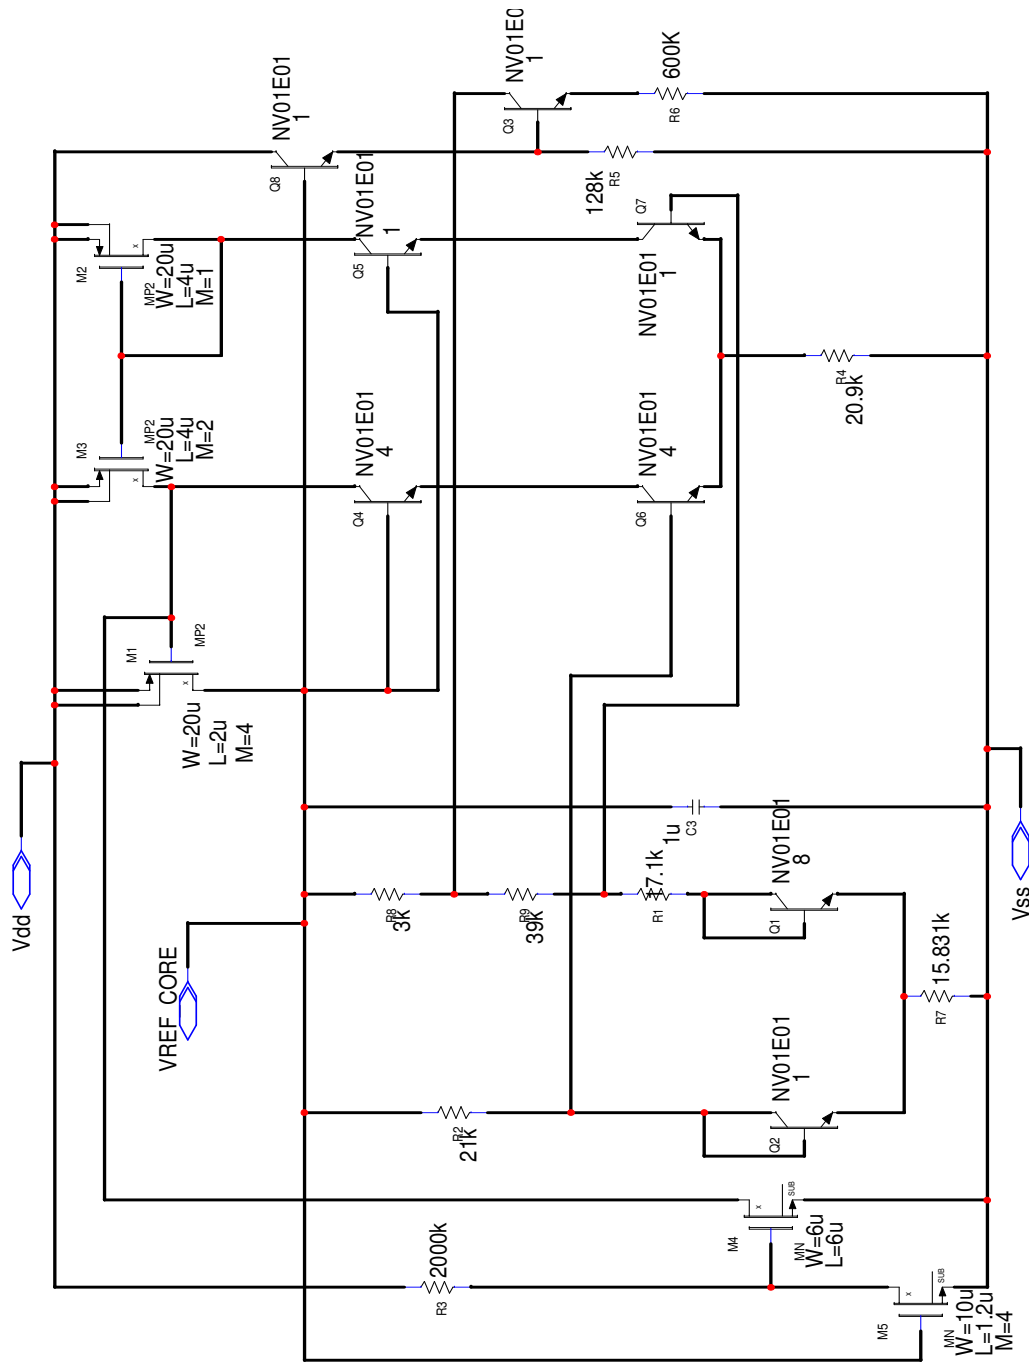 NV01E0
1
Q3
600K
R6
NV01E01
1
Q8
128k
R5
M2
MP2
W=20u
L=4u
M=1
NV01E01
1
Q5
Q7
NV01E01
1
R4
20.9k
M3
MP2
W=20u
L=4u
M=2
NV01E01
4
Q4
NV01E01
4
Q6
M1
MP2
W=20u
L=2u
M=4
Vdd
C3
1u
Vss
R8
3k
R9
39k
R1
7.1k
NV01E01
8
Q1
VREF_CORE
R7
15.831k
R2
21k
NV01E01
1
Q2
M4
MN
W=6u
L=6u
SUB
R3
2000k
M5
MN
W=10u
L=1.2u
M=4
SUB
x
x
x
x
x